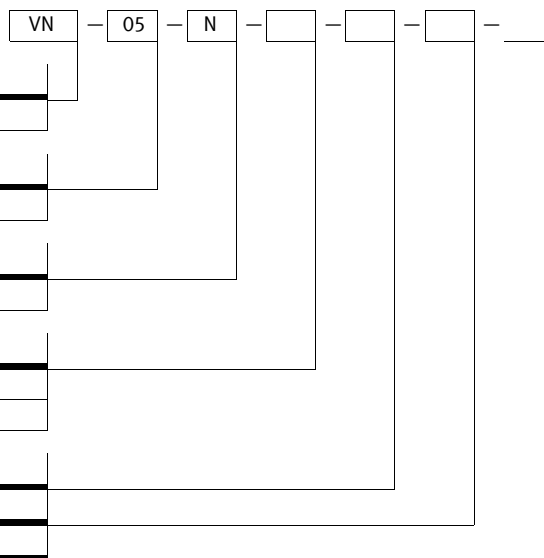 VN – 05 – N – – – –